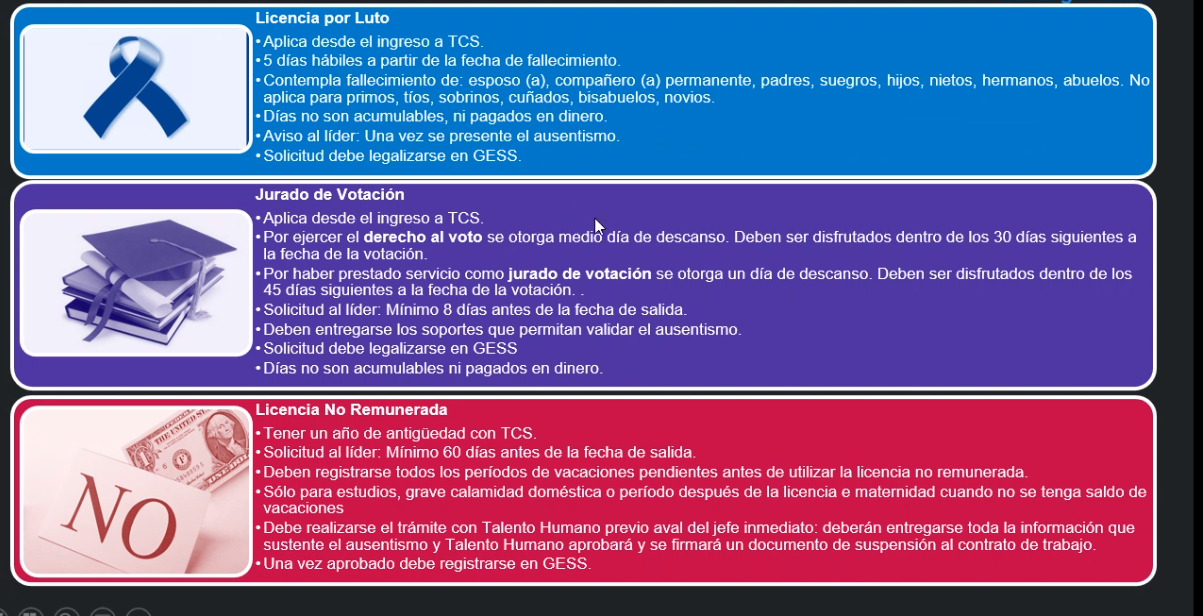 Licencia por Luto
• Aplica desde el ingreso a TCS.
• 5 días hábiles a partir de la fecha de fallecimiento.
• Contempla fallecimiento de: esposo (a), compañero (a) permanente, padres, suegros, hijos, nietos, hermanos, abuelos. No
aplica para primos, tíos, sobrinos, cuñados, bisabuelos, novios.
• Días no son acumulables, ni pagados en dinero.
• Aviso al líder: Una vez se presente el ausentismo.
• Solicitud debe legalizarse en GESS.
Jurado de Votación
• Aplica desde el ingreso a TCS.
• Por ejercer el derecho al voto se otorga medio día de descanso. Deben ser disfrutados dentro de los 30 días siguientes a
la fecha de la votación.
• Por haber prestado servicio como jurado de votación se otorga un día de descanso. Deben ser disfrutados dentro de los
45 días siguientes a la fecha de la votación. .
• Solicitud al líder: Mínimo 8 días antes de la fecha de salida.
• Deben entregarse los soportes que permitan validar el ausentismo.
• Solicitud debe legalizarse en GESS
• Días no son acumulables ni pagados en dinero.
Licencia No Remunerada
• Tener un año de antigüedad con TCS.
• Solicitud al líder: Mínimo 60 días antes de la fecha de salida.
• Deben registrarse todos los períodos de vacaciones pendientes antes de utilizar la licencia no remunerada.
• Sólo para estudios, grave calamidad doméstica o período después de la licencia e maternidad cuando no se tenga saldo de
vacaciones
• Debe realizarse el trámite con Talento Humano previo aval del jefe inmediato: deberán entregarse toda la información que
sustente el ausentismo y Talento Humano aprobará y se firmará un documento de suspensión al contrato de trabajo.
• Una vez aprobado debe registrarse en GESS.
THE UNITED
NO